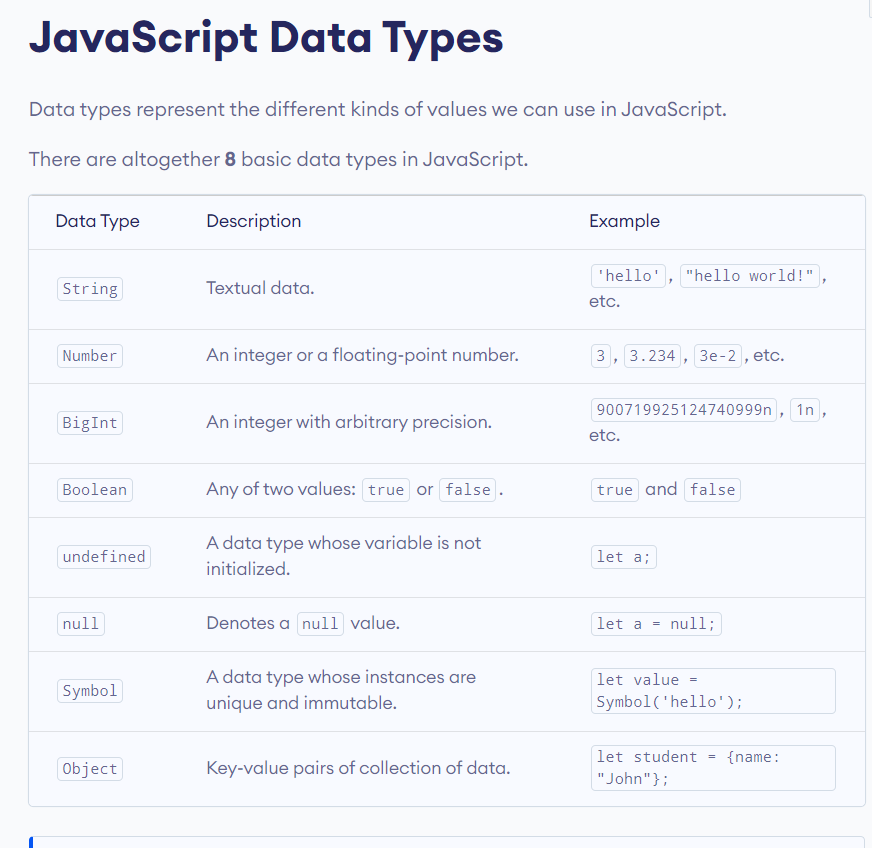 JavaScript Data Types
Data types represent the different kinds of values we can use in JavaScript.
There are altogether 8 basic data types in JavaScript.
Data Type Description Example
String Textual data. 'hello', "hello world!",
etc.
Number An integer or a floating-point number. 3, 3.234, 3e-2, etc.
BigInt An integer with arbitrary precision. 900719925124740999n, 1n,
etc.
Boolean Any of two values: true or false. true and false
undefined A data type whose variable is not
initialized. let a;
null Denotes a null value. let a = null;
Symbol A data type whose instances are
unique and immutable. let value =
Symbol('hello');
Object Key-value pairs of collection of data. let student = {name:
"John"};